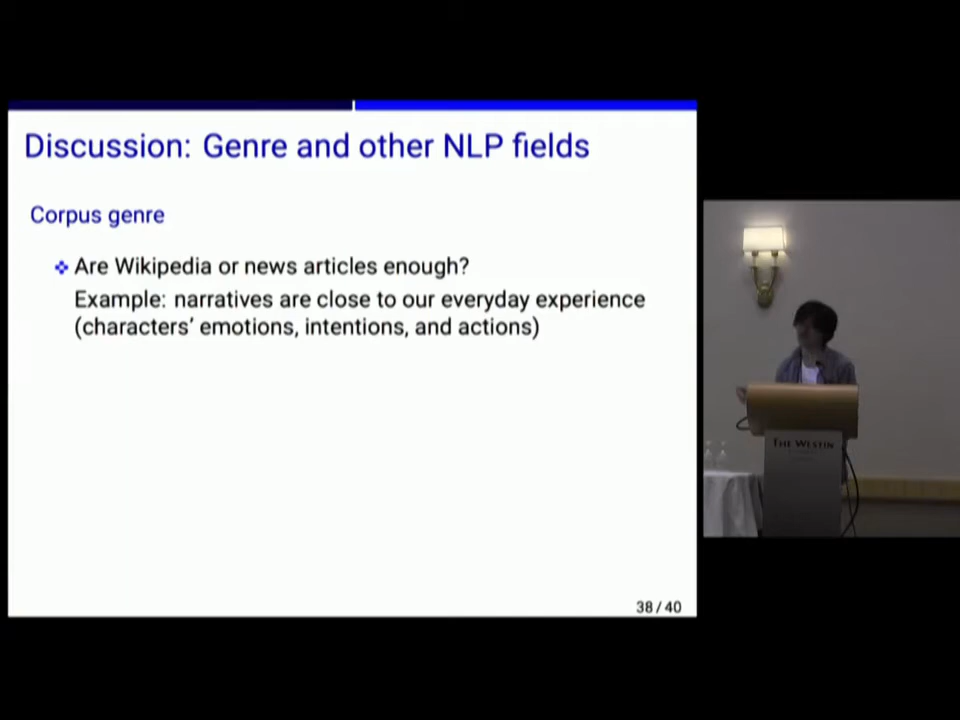 Discussion: Genre and other NLP fields
Corpus genre
Are Wikipedia or news articles enough?
Example: narratives are close to our everyday experience
(characters' emotions, intentions, and actions)
38 / 40
THE WESTIN